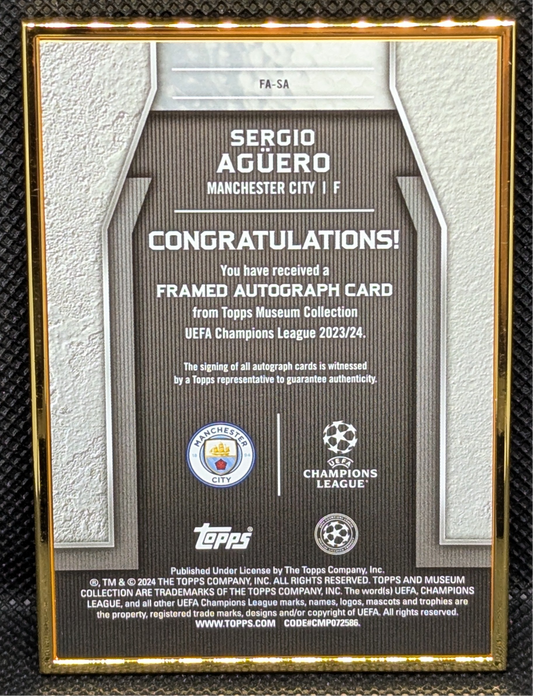 FA-SA
SERGIO
AGÜERO
MANCHESTER CITY | F
CONGRATULATIONS!
You have received a
FRAMED AUTOGRAPH CARD
from Topps Museum Collection
UEFA Champions League 2023/24.
The signing of all autograph cards is witnessed
by a Topps representative to guarantee authenticity.
MANCHESTER
CITY
UEFA
CHAMPIONS
LEAGUE
Topps®
Published Under License by The Topps Company, Inc.
®, TM & © 2024 THE TOPPS COMPANY, INC. ALL RIGHTS RESERVED. TOPPS AND MUSEUM
COLLECTION ARE TRADEMARKS OF THE TOPPS COMPANY, INC. The word(s) UEFA, CHAMPIONS
LEAGUE, and all other UEFA Champions League marks, names, logos, mascots and trophies are
the property, registered trade marks, designs and/or copyright of UEFA. All rights reserved.
WWW.TOPPS.COM CODE#CMP072586.